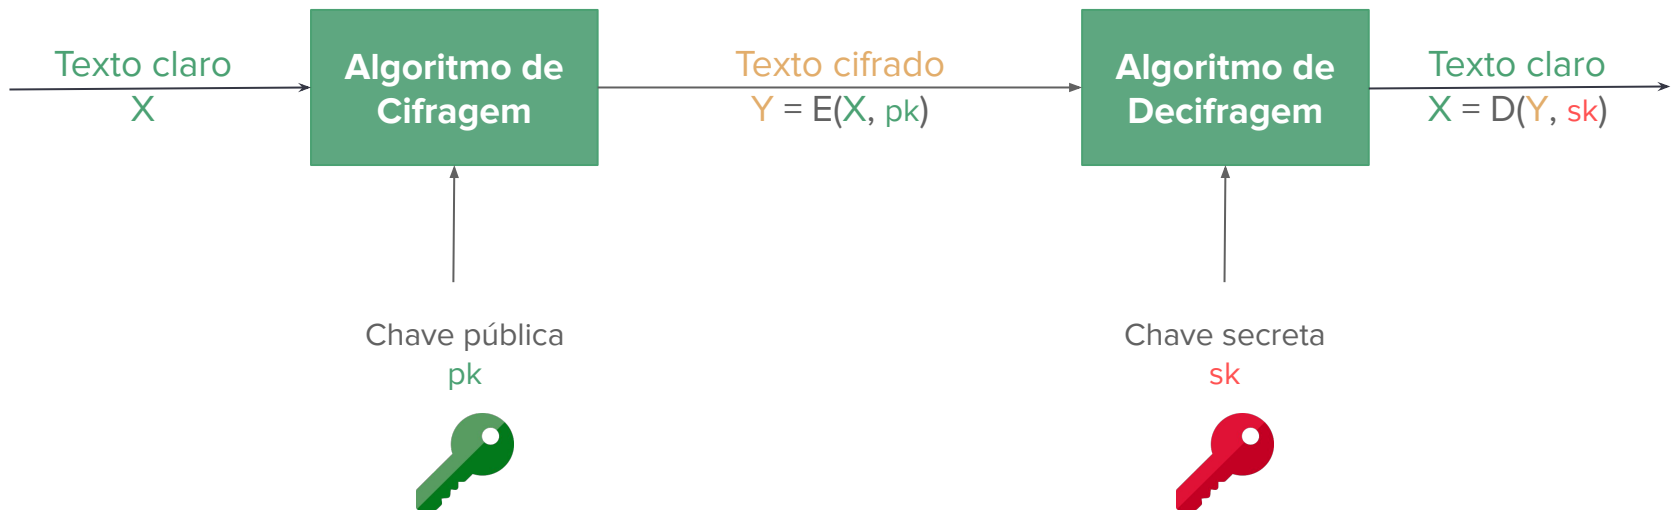 Texto claro
X
Algoritmo de
Cifragem
Texto cifrado
Y = E(X, pk)
Algoritmo de
Decifragem
Texto claro
X = D(Y, sk)
Chave pública
pk
Chave secreta
sk